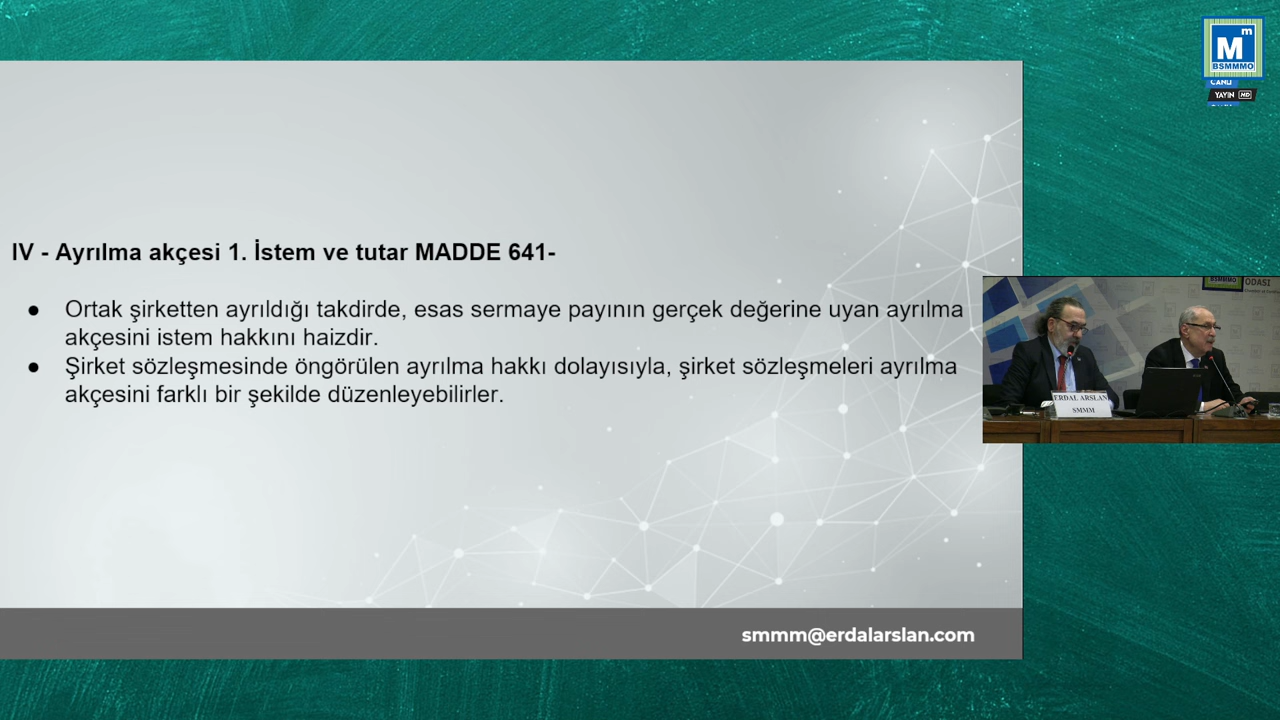 Mm
BSMMMO
CANLI
YAYIN HD
IV - Ayrılma akçesi 1. İstem ve tutar MADDE 641-
● Ortak şirketten ayrıldığı takdirde, esas sermaye payının gerçek değerine uyan ayrılma
akçesini istem hakkını haizdir.
● Şirket sözleşmesinde öngörülen ayrılma hakkı dolayısıyla, şirket sözleşmeleri ayrılma
akçesini farklı bir şekilde düzenleyebilirler.
BSMMMO
ODASI
ERDAL ARSLAN
SMMM
smmm@erdalarslan.com